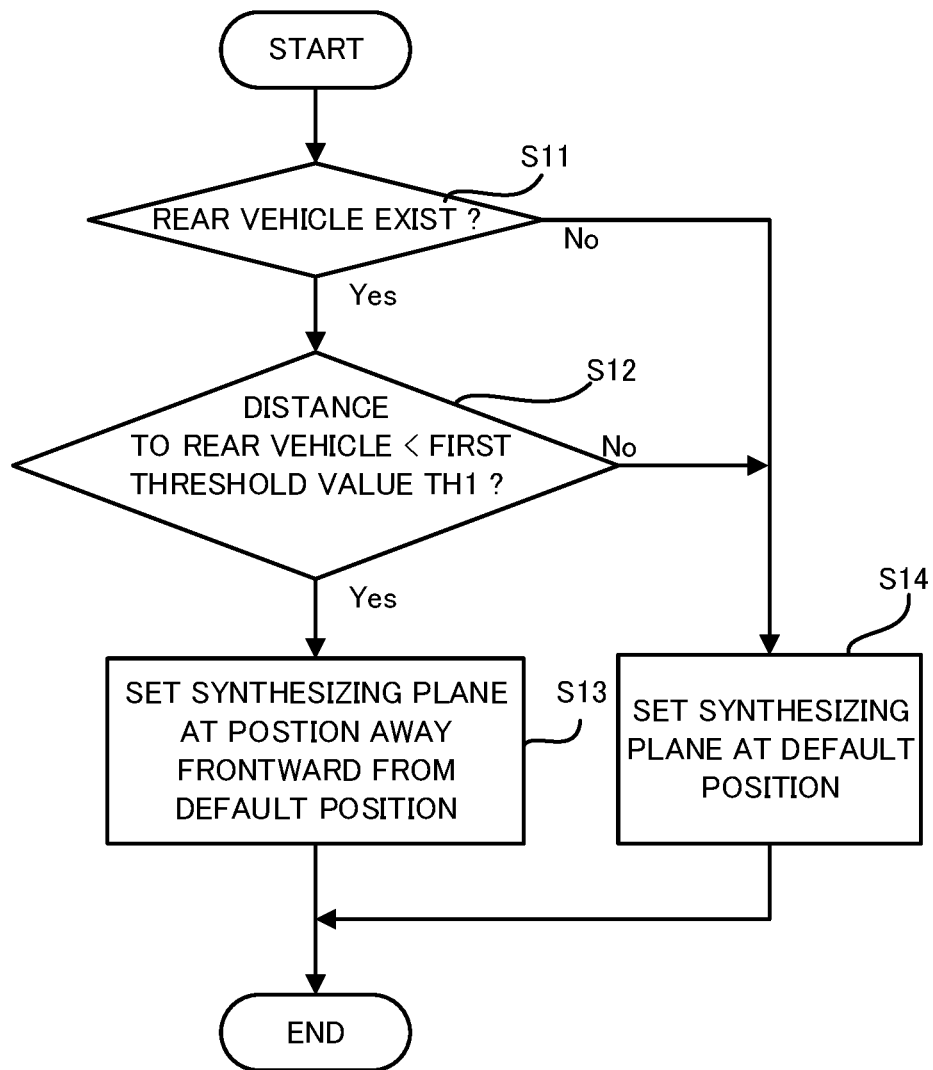 START
S11
REAR VEHICLE EXIST ?
No
Yes
S12
DISTANCE
TO REAR VEHICLE < FIRST
THRESHOLD VALUE TH1 ?
No
Yes
S13
SET SYNTHESIZING PLANE
AT POSTION AWAY
FRONTWARD FROM
DEFAULT POSITION
S14
SET SYNTHESIZING
PLANE AT DEFAULT
POSITION
END